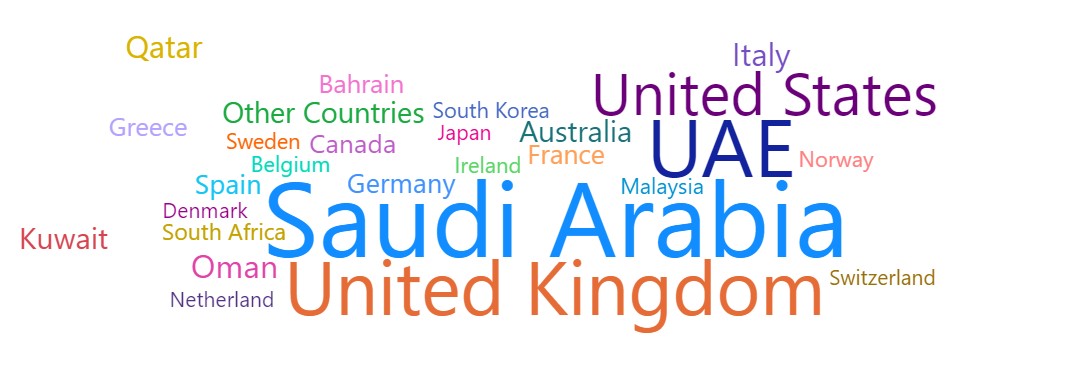 Qatar
Italy
Bahrain
United States
Other Countries
South Korea
Greece
Japan
Australia
Sweden
Canada
UAE
France
Norway
Belgium
Ireland
Spain
Germany
Malaysia
Denmark
Saudi Arabia
South Africa
Kuwait
Oman
United Kingdom
Switzerland
Netherland